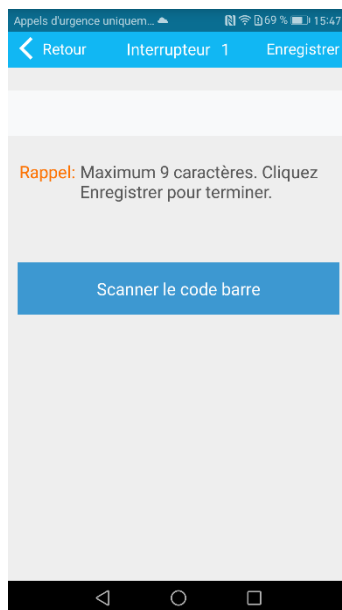 Appels d'urgence uniquem... 69 % 15:47
Retour Interrupteur 1 Enregistrer
Rappel: Maximum 9 caractères. Cliquez
Enregistrer pour terminer.
Scanner le code barre